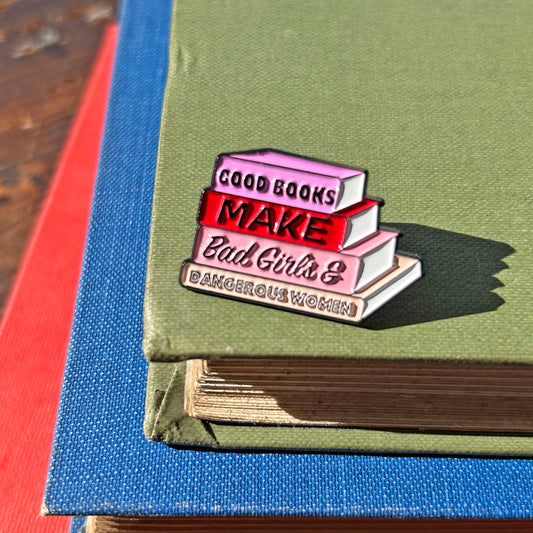 GOOD BOOKS
MAKE
Bad Girls &
DANGEROUS WOMEN